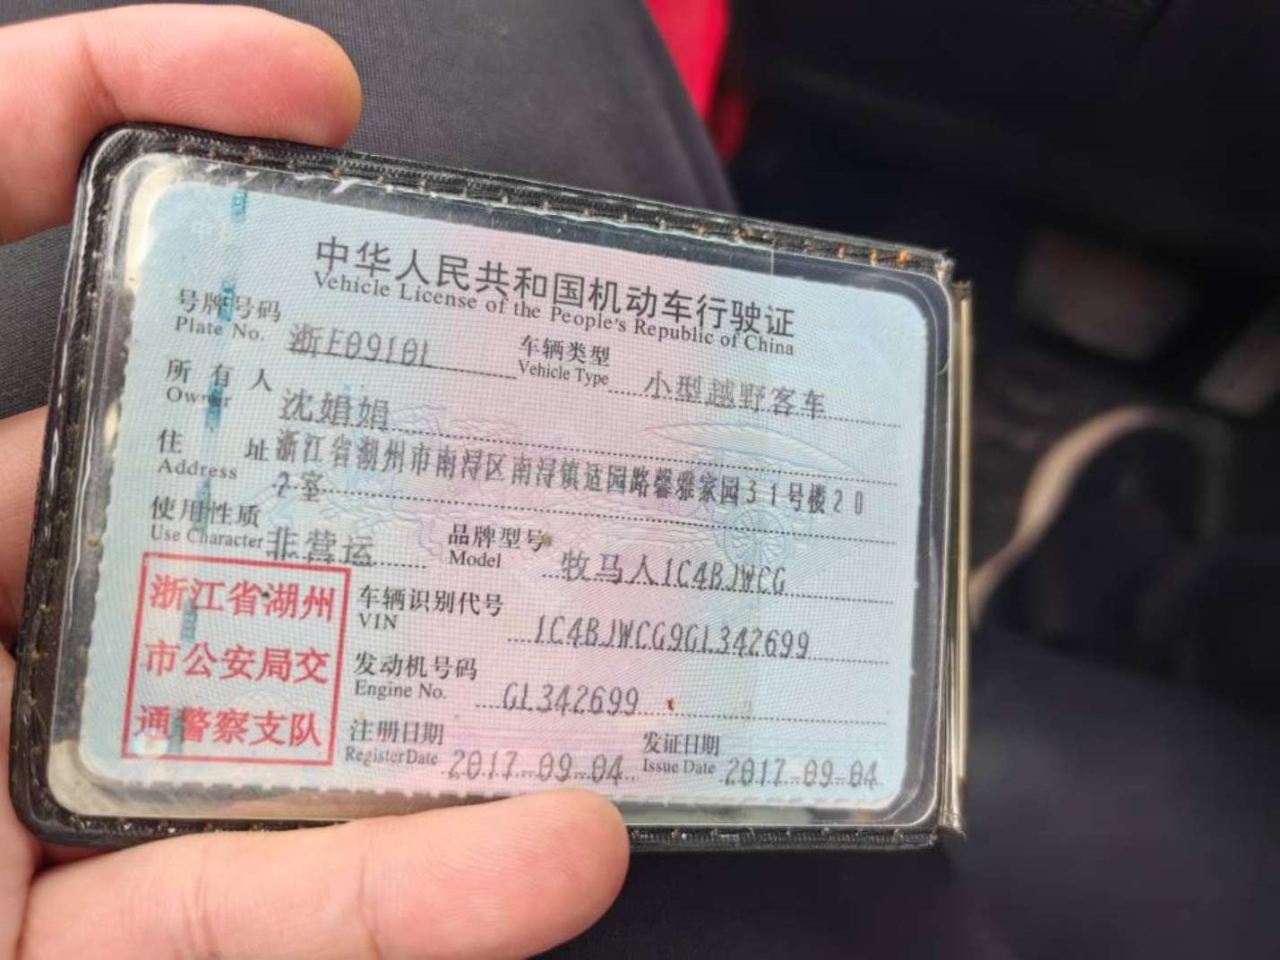 中华人民共和国机动车行驶证
Vehicle License of the People's Republic of China
号牌号码 浙E0910L 车辆类型 小型越野客车
Plate No. Vehicle Type
所有人 沈娟娟
Owner
住址 浙江省湖州市南浔区南浔镇适园路馨雅家园31号楼20
Address 2室
使用性质 非营运 品牌型号 牧马人1C4BJWCG
Use Character Model
浙江省湖州
市公安局交
通警察支队
车辆识别代号 1C4BJWCG9GL342699
VIN
发动机号码 GL342699
Engine No.
注册日期 2017-09-04 发证日期 2017-09-04
Register Date Issue Date